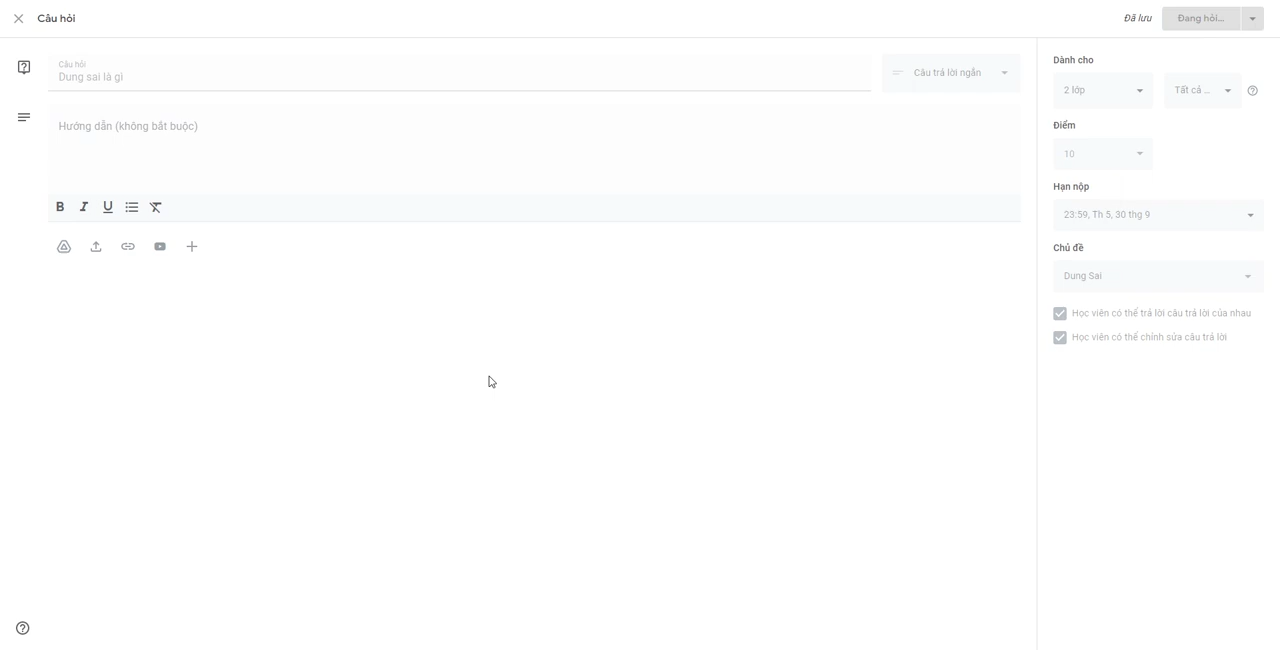 Câu hỏi
Đã lưu
Đang hỏi...
Câu hỏi
Dung sai là gì
Câu trả lời ngắn
Hướng dẫn (không bắt buộc)
B I U
Dành cho
2 lớp
Tất cả ...
Điểm
10
Hạn nộp
23:59, Th 5, 30 thg 9
Chủ đề
Dung Sai
Học viên có thể trả lời câu trả lời của nhau
Học viên có thể chỉnh sửa câu trả lời